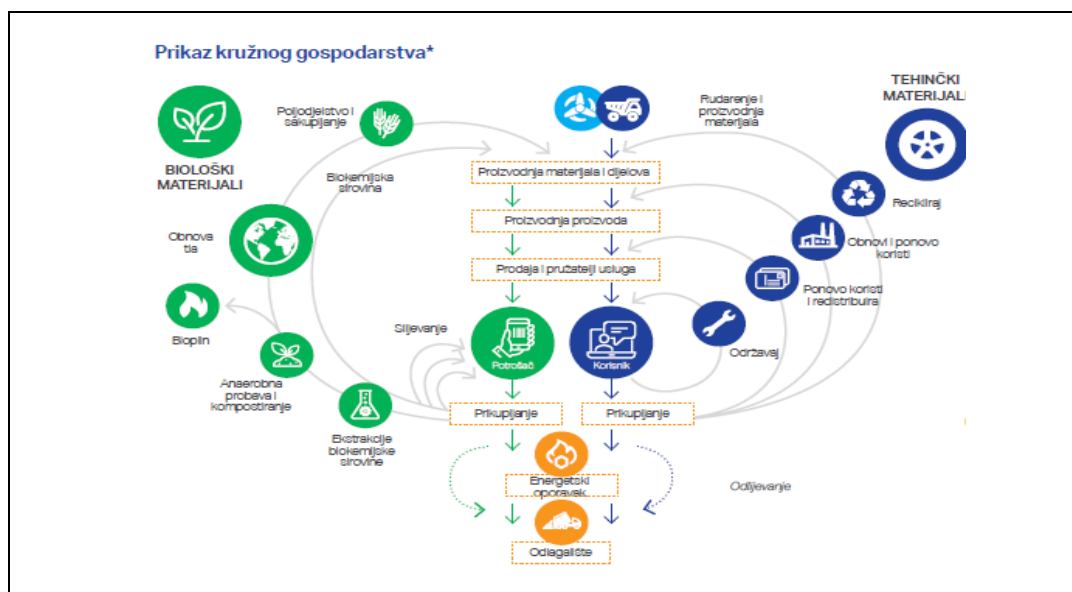 Prikaz kružnog gospodarstva*
BIOLOŠKI
MATERIJALI
Poljodjelstvo i
sakupljanje
Biokemijska
sirovina
Obnova
tla
Bioplin
Anaerobna
probava i
kompostiranje
Ekstrakcije
biokemijske
sirovine
Slijevanje
Rudarenje i
proizvodnja
materijala
Proizvodnja materijala i dijelova
Proizvodnja proizvoda
Prodaja i pružatelji usluga
Potrošač
Korisnik
Prikupljanje
Prikupljanje
Energetski
oporavak
Odlagalište
TEHINČKI
MATERIJALI
Recikliraj
Obnovi i ponovo
koristi
Ponovo koristi
i redistribuira
Održavaj
Odlijevanje